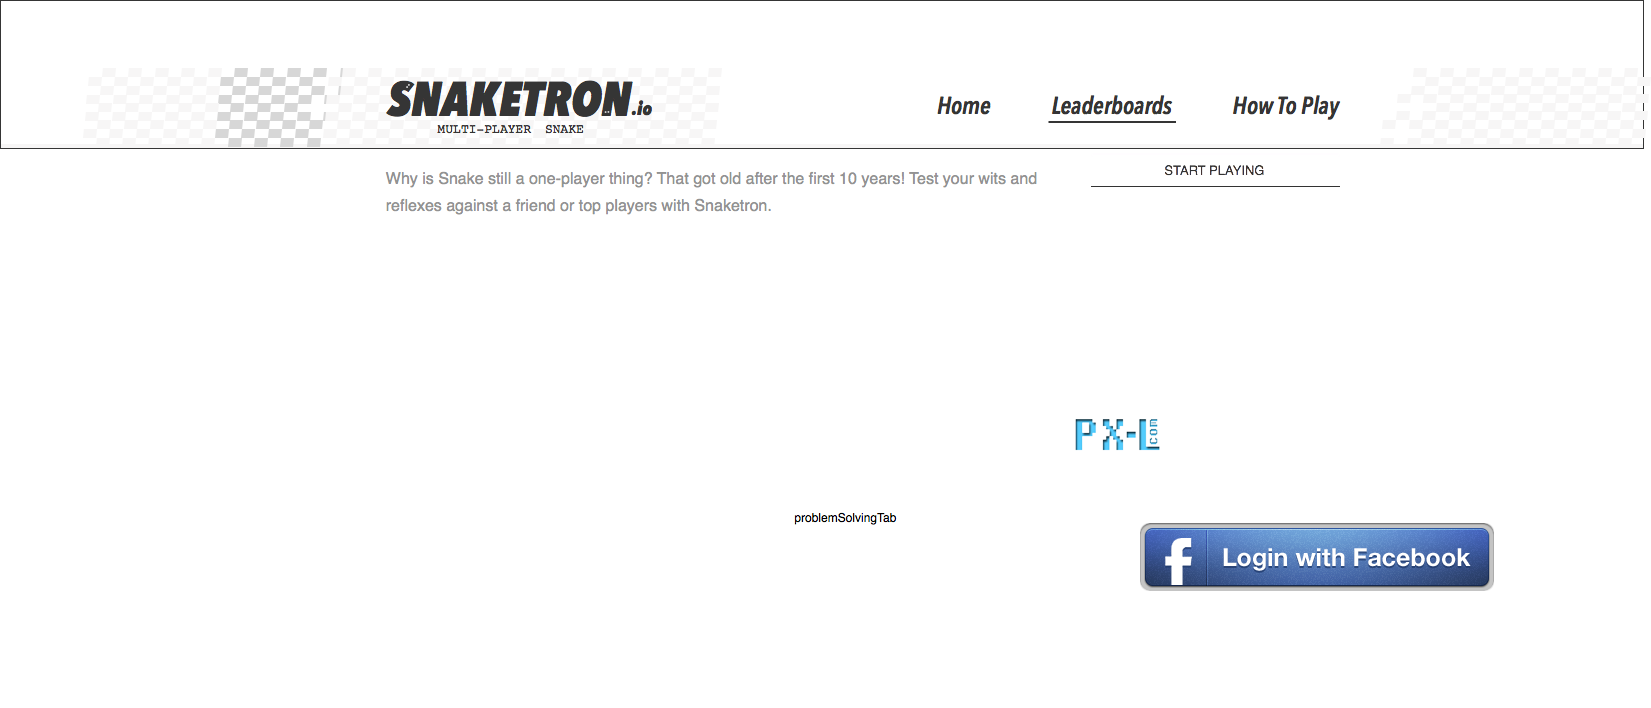 SNAKETRON.io
MULTI-PLAYER SNAKE
Home
Leaderboards
How To Play
Why is Snake still a one-player thing? That got old after the first 10 years! Test your wits and
reflexes against a friend or top players with Snaketron.
START PLAYING
PX-L
com
problemSolvingTab
f
Login with Facebook